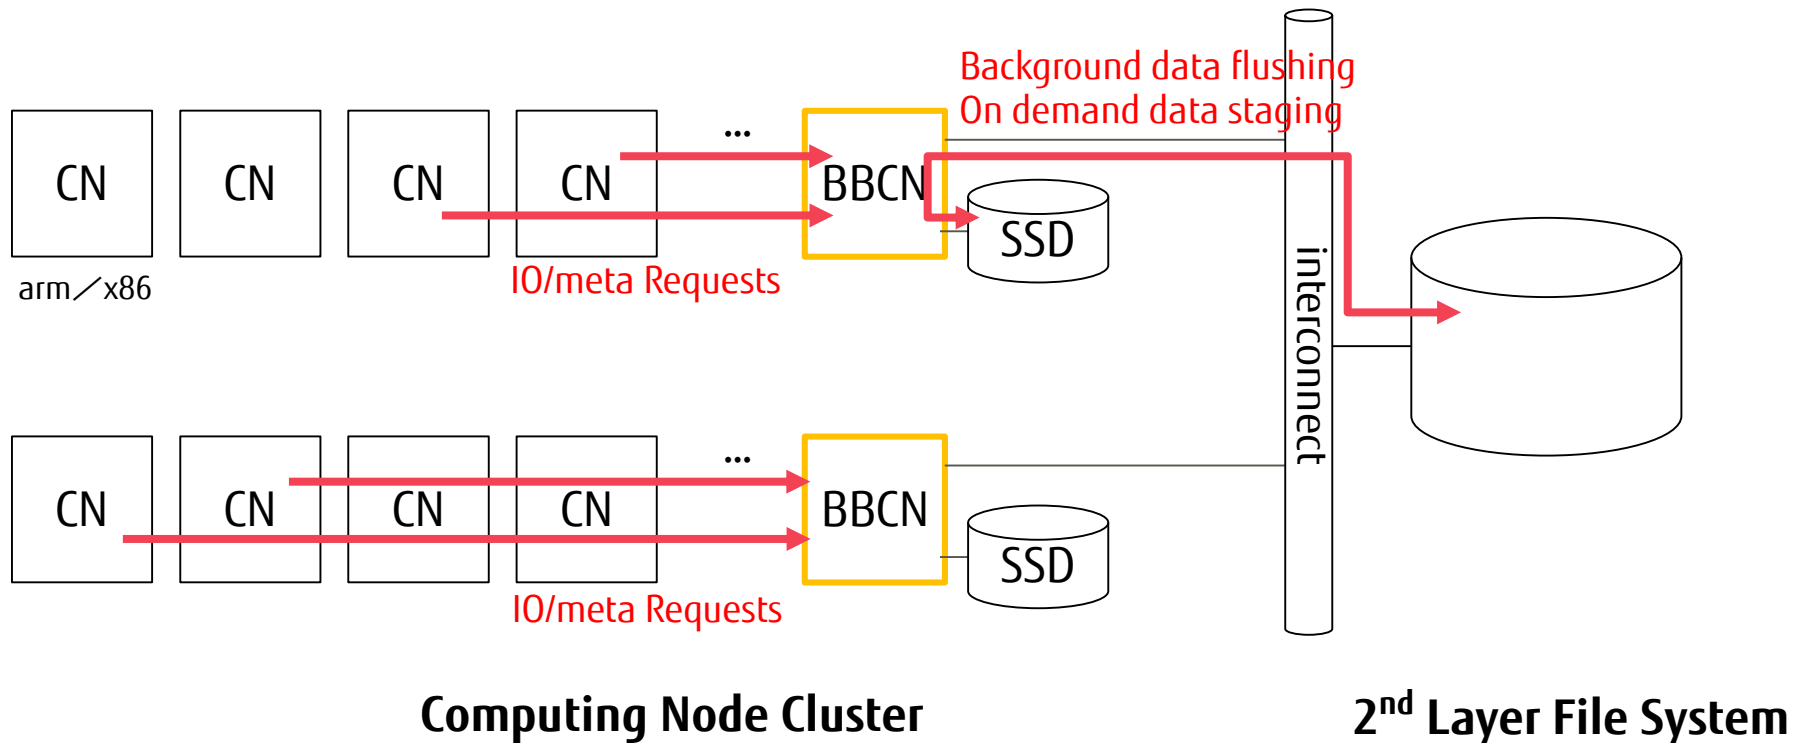 Background data flushing
On demand data staging
...
CN CN CN CN BBCN
SSD
arm／x86
IO/meta Requests
interconnect
...
CN CN CN CN BBCN
SSD
IO/meta Requests
Computing Node Cluster
2nd Layer File System